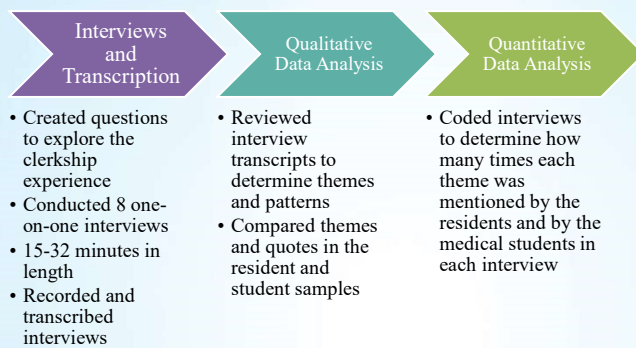 Interviews
and
Transcription
• Created questions
to explore the
clerkship
experience
• Conducted 8 one-
on-one interviews
• 15-32 minutes in
length
• Recorded and
transcribed
interviews
Qualitative
Data Analysis
• Reviewed
interview
transcripts to
determine themes
and patterns
• Compared themes
and quotes in the
resident and
student samples
Quantitative
Data Analysis
• Coded interviews
to determine how
many times each
theme was
mentioned by the
residents and by the
medical students in
each interview